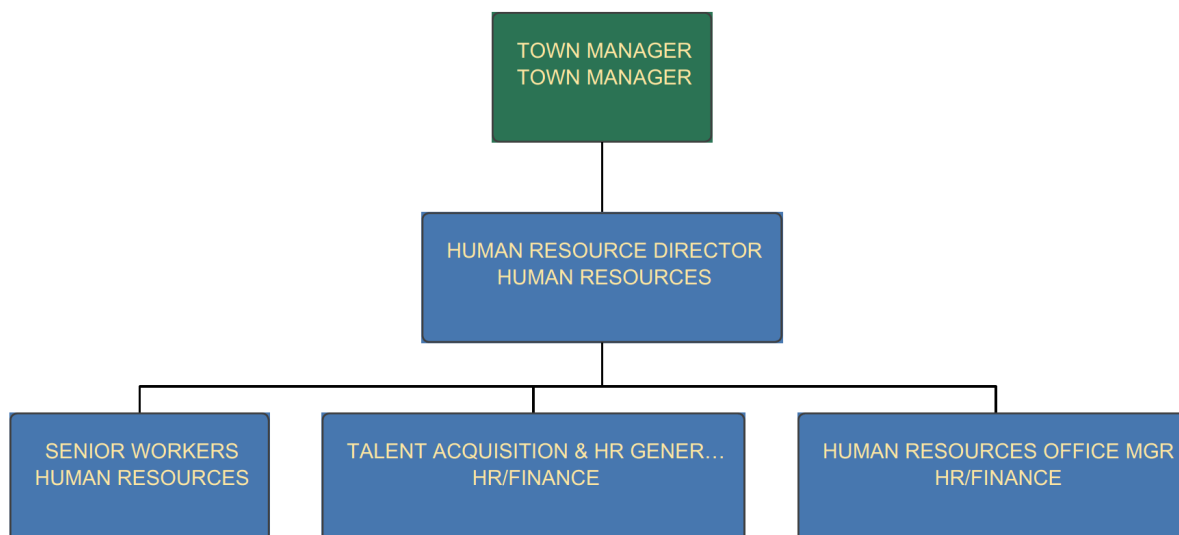 TOWN MANAGER
TOWN MANAGER
HUMAN RESOURCE DIRECTOR
HUMAN RESOURCES
SENIOR WORKERS
HUMAN RESOURCES
TALENT ACQUISITION & HR GENER…
HR/FINANCE
HUMAN RESOURCES OFFICE MGR
HR/FINANCE